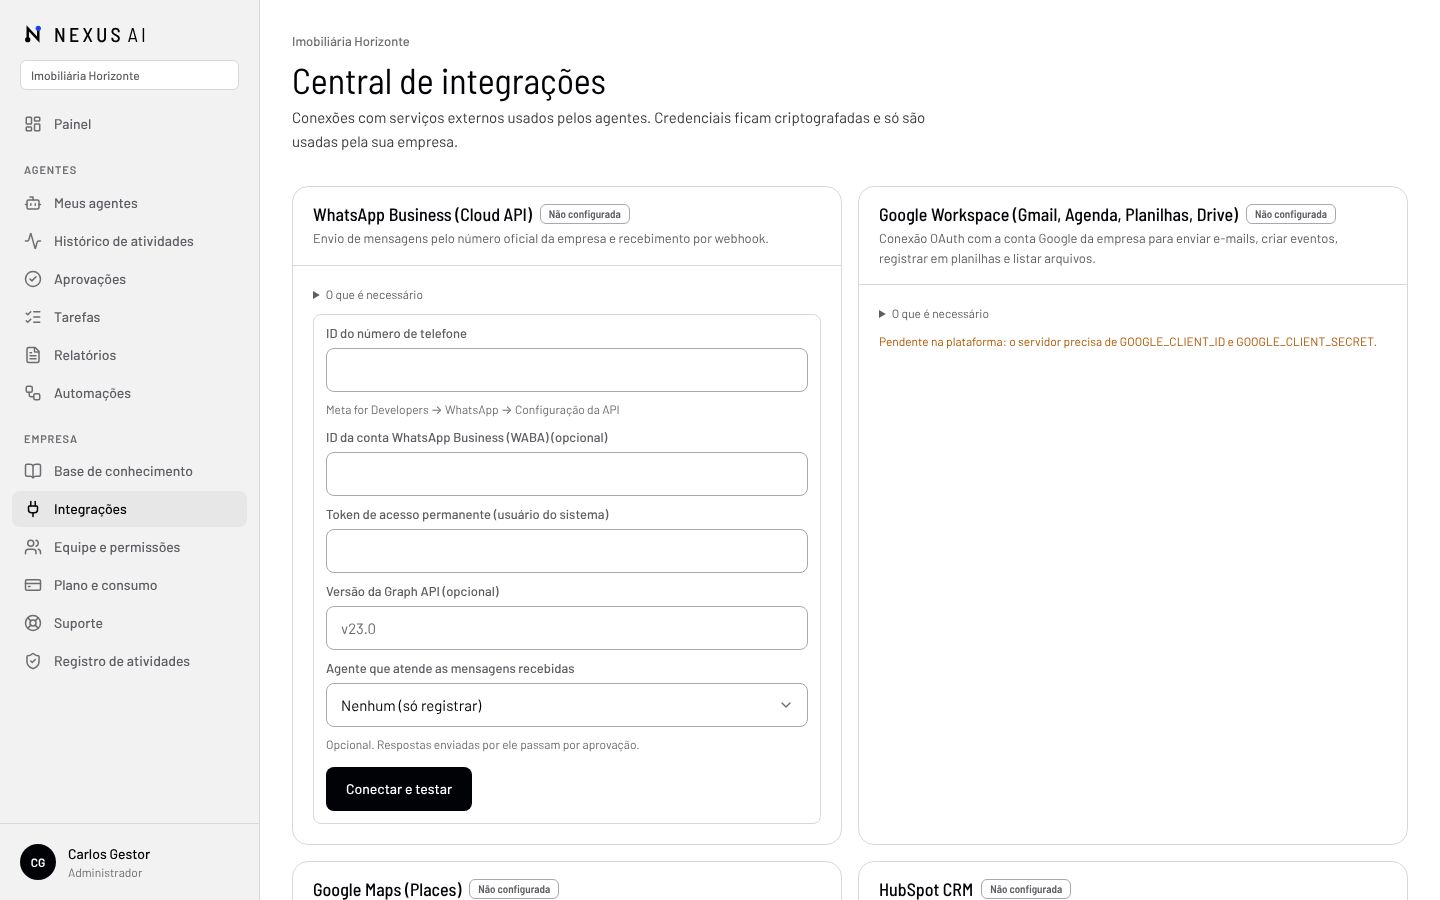 NEXUS AI
Imobiliária Horizonte
Painel
AGENTES
Meus agentes
Histórico de atividades
Aprovações
Tarefas
Relatórios
Automações
EMPRESA
Base de conhecimento
Integrações
Equipe e permissões
Plano e consumo
Suporte
Registro de atividades
CG
Carlos Gestor
Administrador
Imobiliária Horizonte
Central de integrações
Conexões com serviços externos usados pelos agentes. Credenciais ficam criptografadas e só são
usadas pela sua empresa.
WhatsApp Business (Cloud API) Não configurada
Envio de mensagens pelo número oficial da empresa e recebimento por webhook.
O que é necessário
ID do número de telefone
Meta for Developers → WhatsApp → Configuração da API
ID da conta WhatsApp Business (WABA) (opcional)
Token de acesso permanente (usuário do sistema)
Versão da Graph API (opcional)
v23.0
Agente que atende as mensagens recebidas
Nenhum (só registrar)
Opcional. Respostas enviadas por ele passam por aprovação.
Conectar e testar
Google Workspace (Gmail, Agenda, Planilhas, Drive) Não configurada
Conexão OAuth com a conta Google da empresa para enviar e-mails, criar eventos,
registrar em planilhas e listar arquivos.
O que é necessário
Pendente na plataforma: o servidor precisa de GOOGLE_CLIENT_ID e GOOGLE_CLIENT_SECRET.
Google Maps (Places) Não configurada
HubSpot CRM Não configurada